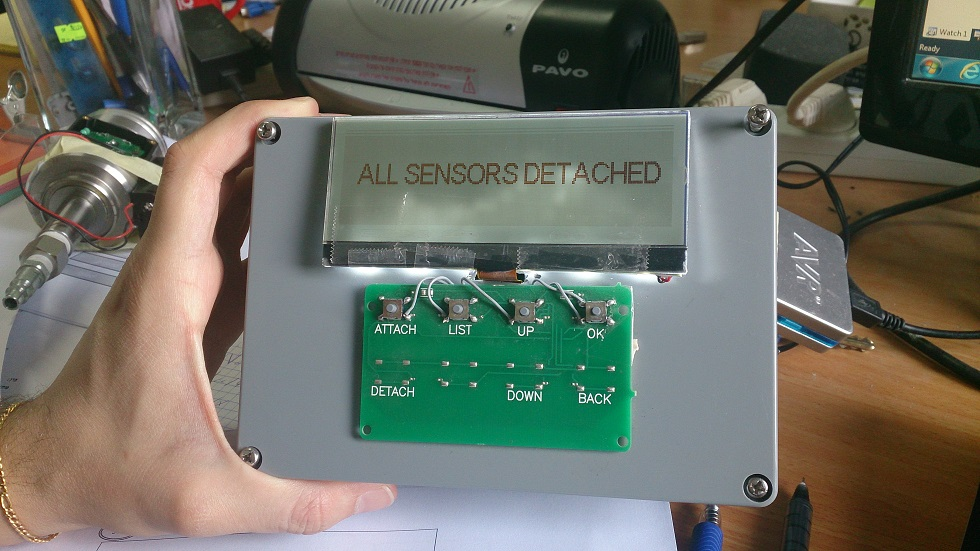 Watch 1
Ready
PAVO
ALL SENSORS DETACHED
AVR
ATTACH LIST UP OK
DETACH DOWN BACK